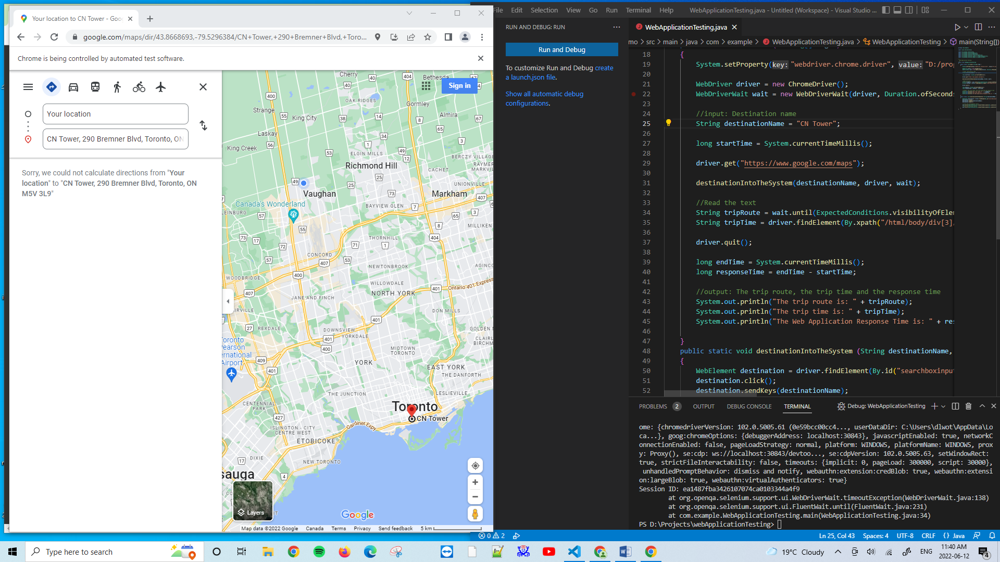 Your location to CN Tower - Goo
google.com/maps/dir/43.8668693,-79.5296384/CN+Tower,+290+Bremner+Blvd,+Toro...
Chrome is being controlled by automated test software.
Your location
CN Tower, 290 Bremner Blvd, Toronto, ON
Sorry, we could not calculate directions from "Your
location" to "CN Tower, 290 Bremner Blvd, Toronto, ON
M5V 3L9"
Sign in
Cherry
Bethesda
OAK RIDGES
Gormley
Strange
King City
Almira
Laskay
King Creek
ELGIN MILLS
BERCZY VILLAGE
Richmond Hill
CACHET
UNIONVILLE
Vaughan
Markham
Canada's Wonderland
BAYVIEW GLEN
MILLIKEN
THORNHILL
CONCORD
NEWTONBROOK
WOODBRIDGE
WILLOWDALE
Ontario 401 Express
NORTH YORK
JANE AND FINCH
DON MILLS
REXDALE
DOWNSVIEW
YORKDALE
MIDTOWN
TORONTO
YORK
EAST YORK
THE DANFORTH
LESLIEVILLE
THE JUNCTION
CENTENNIAL
PARK
Toronto
CN Tower
Gardiner Expy
ISLINGTON - CITY
CENTRE WEST
ETOBICOKE
DIXIE
NEW TORONTO
Layers
Google
Map data ©2022 Google Canada Terms Privacy Send feedback 5 km
File Edit Selection View Go Run Terminal Help WebApplicationTesting.java - Untitled (Workspace) - Visual Studio ...
RUN AND DEBUG: RUN
Run and Debug
To customize Run and Debug create
a launch.json file.
Show all automatic debug
configurations.
WebApplicationTesting.java
mo > src > main > java > com > example > WebApplicationTesting.java > WebApplicationTesting > main(String[])
18 {
19 System.setProperty(key: "webdriver.chrome.driver", value: "D:/pro
20
21 WebDriver driver = new ChromeDriver();
22 WebDriverWait wait = new WebDriverWait(driver, Duration.ofSeconds
23
24 //input: Destination name
25 String destinationName = "CN Tower";
26
27 long startTime = System.currentTimeMillis();
28
29 driver.get("https://www.google.com/maps");
30
31 destinationIntoTheSystem(destinationName, driver, wait);
32
33 //Read the text
34 String tripRoute = wait.until(ExpectedConditions.visibilityOfEle
35 String tripTime = driver.findElement(By.xpath("/html/body/div[3]
36
37 driver.quit();
38
39 long endTime = System.currentTimeMillis();
40 long responseTime = endTime - startTime;
41
42 //output: The trip route, the trip time and the response time
43 System.out.println("The trip route is: " + tripRoute);
44 System.out.println("The trip time is: " + tripTime);
45 System.out.println("The Web Application Response Time is: " + res
46
47 }
48 public static void destinationIntoTheSystem (String destinationName,
49 {
50 WebElement destination = driver.findElement(By.id("searchboxinput
51 destination.click();
52 destination.sendKeys(destinationName);
PROBLEMS 2 OUTPUT DEBUG CONSOLE TERMINAL Debug: WebApplicationTesting
ome: {chromedriverVersion: 102.0.5005.61 (0e59bcc00cc4..., userDataDir: C:\Users\dlwot\AppData\Lo
ca...}, goog:chromeOptions: {debuggerAddress: localhost:30843}, javascriptEnabled: true, networkC
onnectionEnabled: false, pageLoadStrategy: normal, platform: WINDOWS, platformName: WINDOWS, prox
y: Proxy(), se:cdp: ws://localhost:30843/devtoo..., se:cdpVersion: 102.0.5005.63, setWindowRect:
true, strictFileInteractability: false, timeouts: {implicit: 0, pageLoad: 300000, script: 30000},
unhandledPromptBehavior: dismiss and notify, webauthn:extension:credBlob: true, webauthn:extensi
on:largeBlob: true, webauthn:virtualAuthenticators: true}
Session ID: ea1487fba3426107074ca0103344a4f9
at org.openqa.selenium.support.ui.WebDriverWait.timeoutException(WebDriverWait.java:138)
at org.openqa.selenium.support.ui.FluentWait.until(FluentWait.java:231)
at com.example.WebApplicationTesting.main(WebApplicationTesting.java:34)
PS D:\Projects\webApplicationTesting>
0 2 Ln 25, Col 43 Spaces: 4 UTF-8 CRLF {} Java
Type here to search
19°C Cloudy ENG 11:40 AM
2022-06-12 4